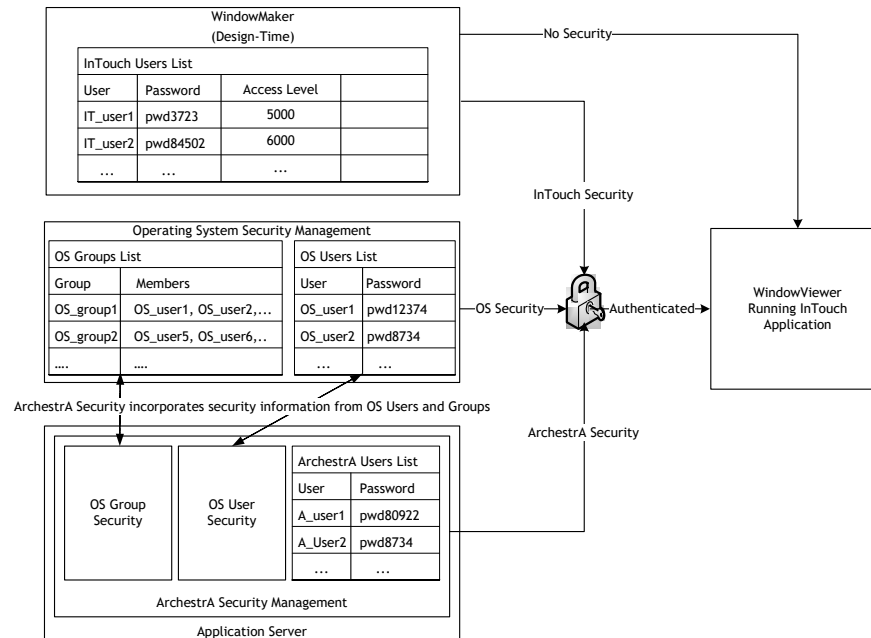 WindowMaker
(Design-Time)
InTouch Users List
User Password Access Level
IT_user1 pwd3723 5000
IT_user2 pwd84502 6000
... ... ...
No Security
InTouch Security
Operating System Security Management
OS Groups List
Group Members
OS_group1 OS_user1, OS_user2,...
OS_group2 OS_user5, OS_user6,..
.... ....
OS Users List
User Password
OS_user1 pwd12374
OS_user2 pwd8734
... ...
OS Security
Authenticated
WindowViewer
Running InTouch
Application
ArchestrA Security incorporates security information from OS Users and Groups
ArchestrA Security
OS Group
Security
OS User
Security
ArchestrA Users List
User Password
A_user1 pwd80922
A_User2 pwd8734
... ...
ArchestrA Security Management
Application Server